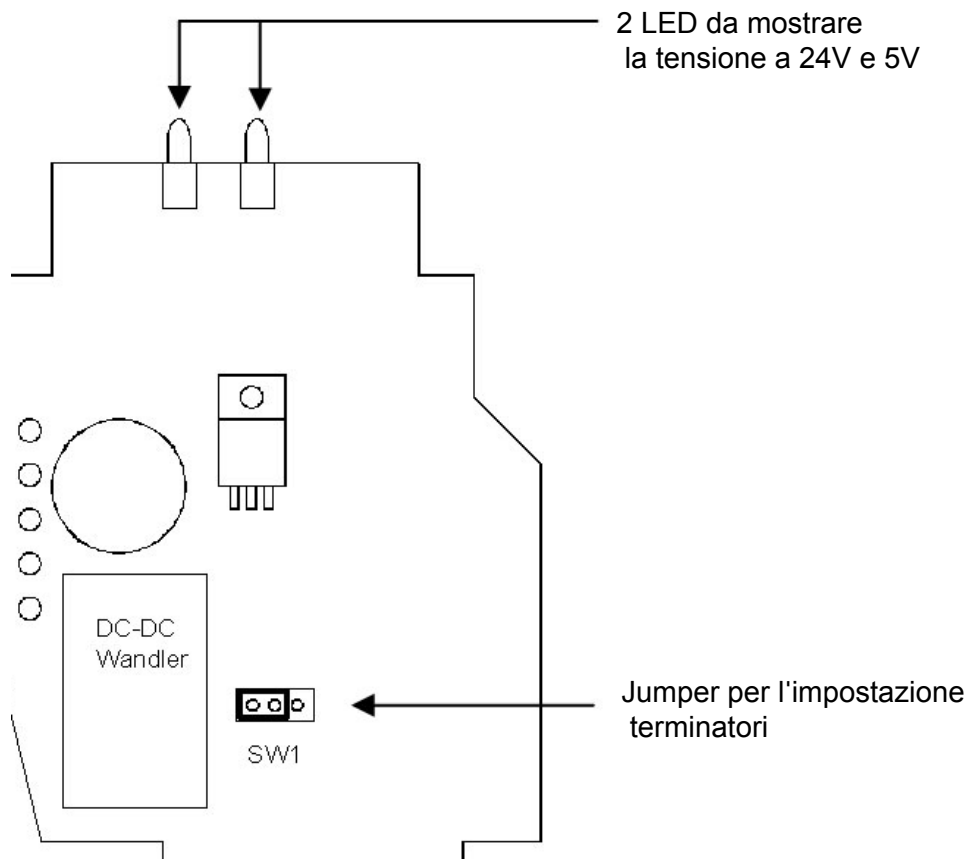 2 LED da mostrare
la tensione a 24V e 5V
DC-DC
Wandler
Jumper per l'impostazione
terminatori
SW1